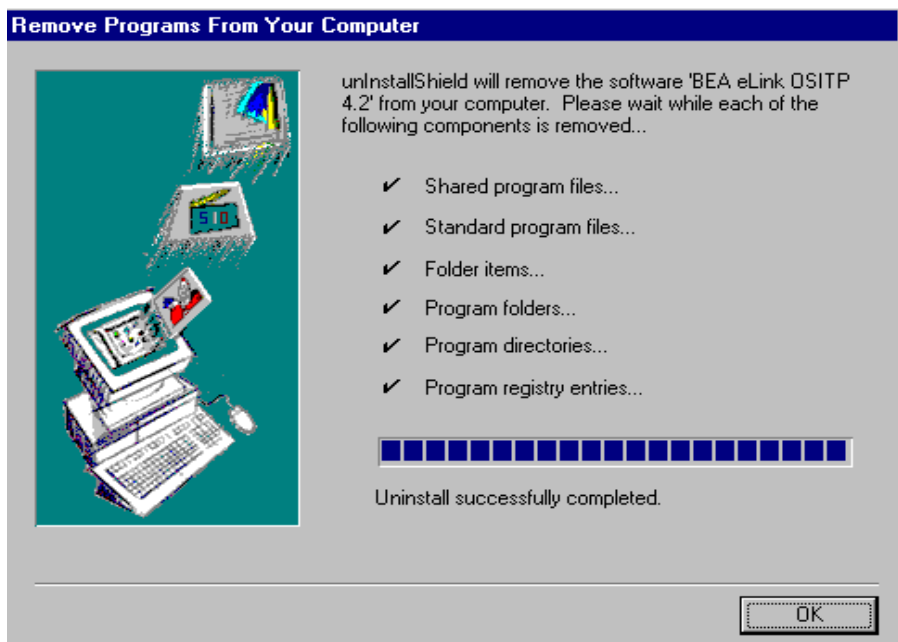 Remove Programs From Your Computer
unInstallShield will remove the software 'BEA eLink OSITP
4.2' from your computer. Please wait while each of the
following components is removed...
✔ Shared program files...
✔ Standard program files...
✔ Folder items...
✔ Program folders...
✔ Program directories...
✔ Program registry entries...
Uninstall successfully completed.
OK